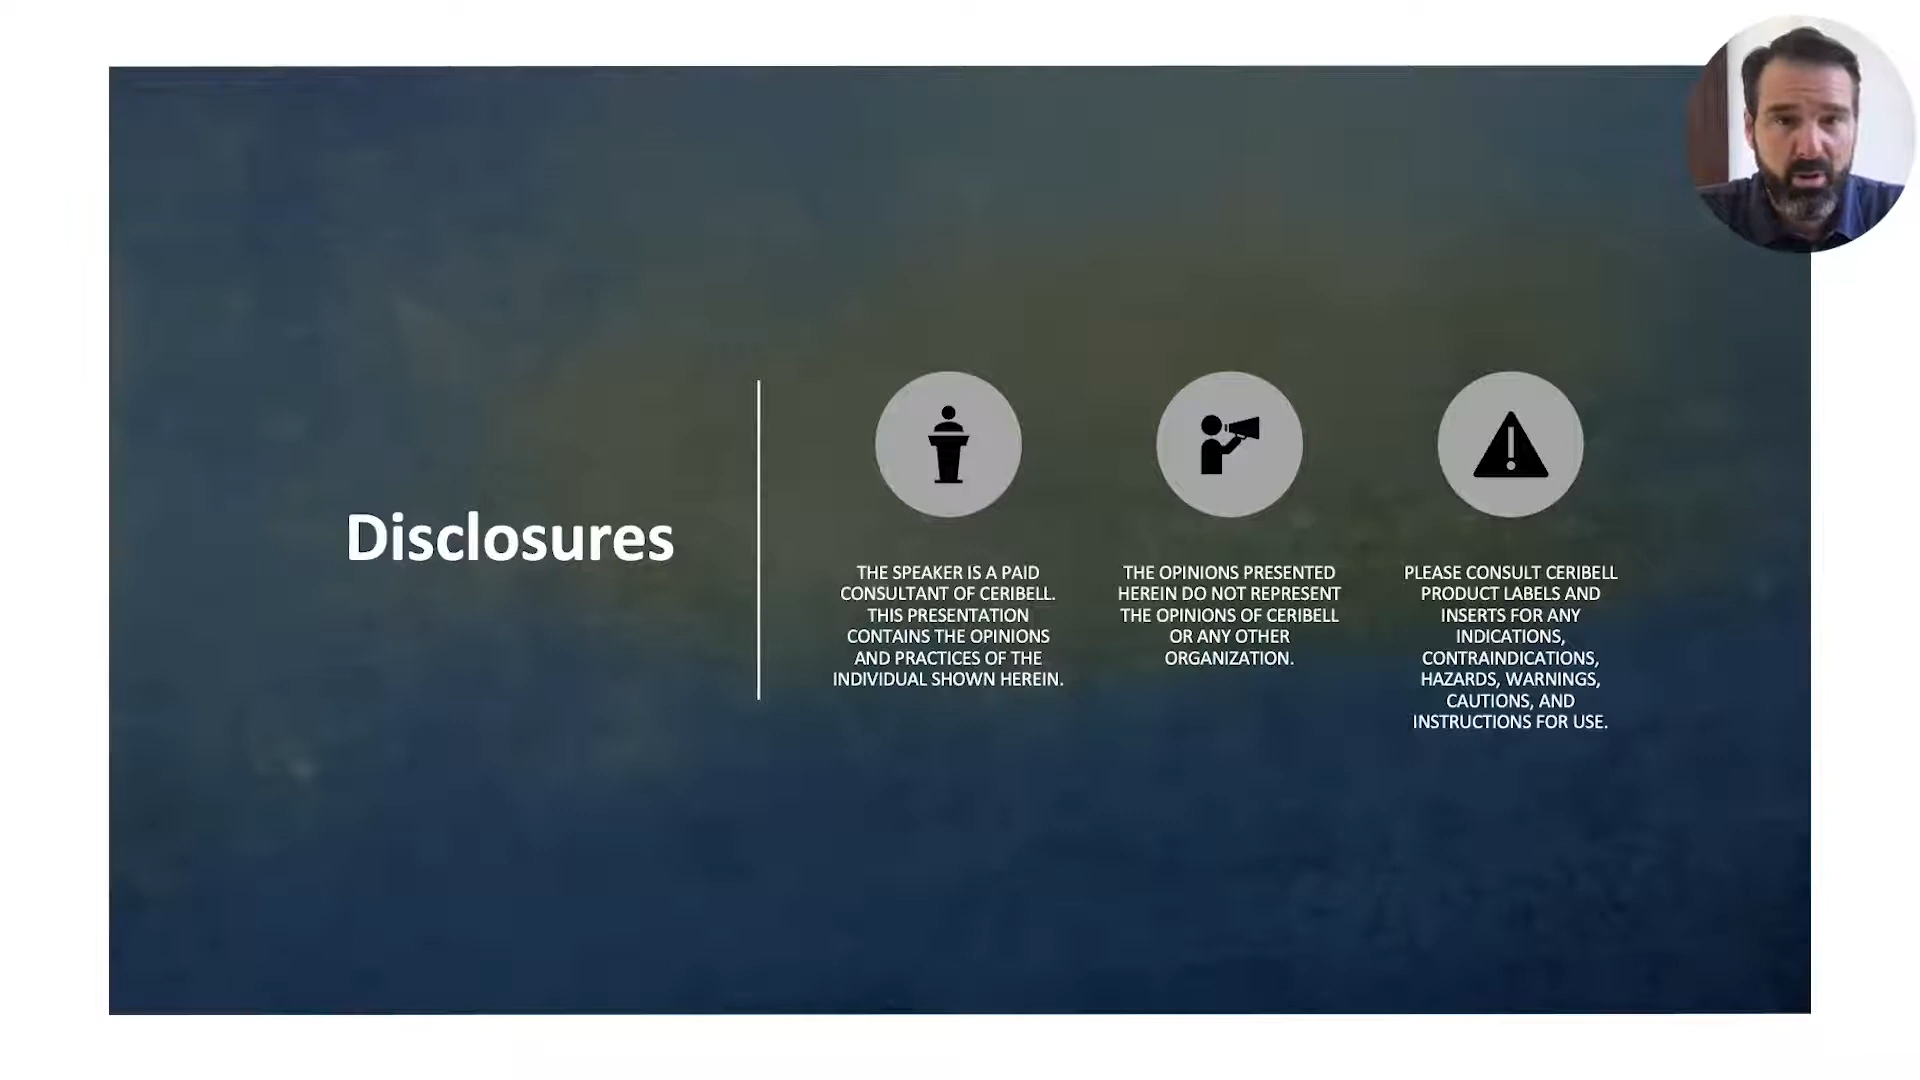 Disclosures
THE SPEAKER IS A PAID
CONSULTANT OF CERIBELL.
THIS PRESENTATION
CONTAINS THE OPINIONS
AND PRACTICES OF THE
INDIVIDUAL SHOWN HEREIN.
THE OPINIONS PRESENTED
HEREIN DO NOT REPRESENT
THE OPINIONS OF CERIBELL
OR ANY OTHER
ORGANIZATION.
PLEASE CONSULT CERIBELL
PRODUCT LABELS AND
INSERTS FOR ANY
INDICATIONS,
CONTRAINDICATIONS,
HAZARDS, WARNINGS,
CAUTIONS, AND
INSTRUCTIONS FOR USE.